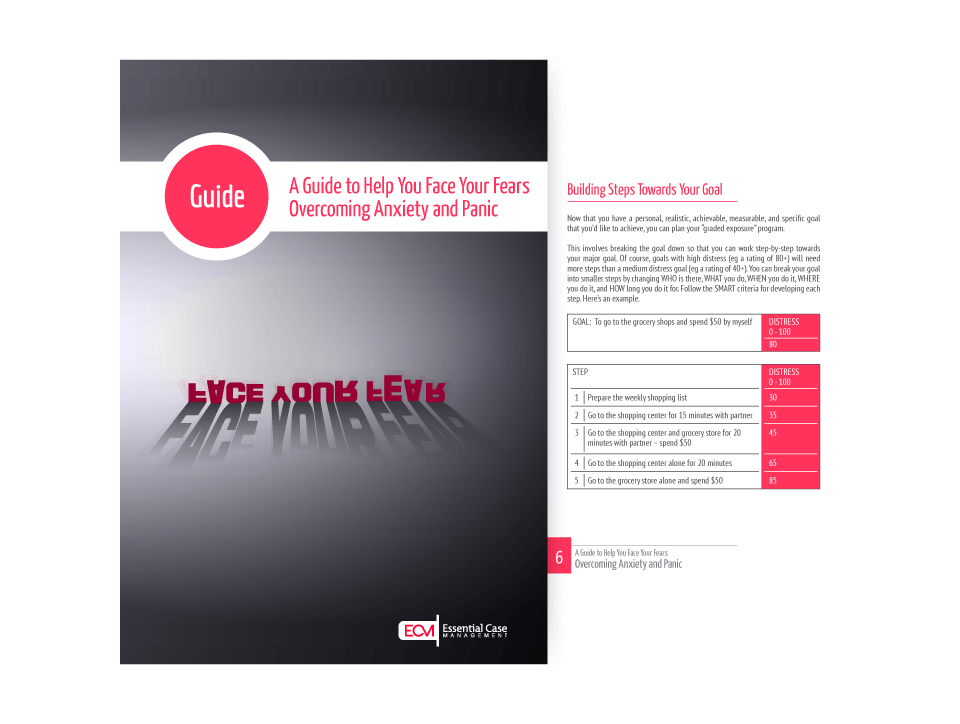 Guide
A Guide to Help You Face Your Fears
Overcoming Anxiety and Panic
FACE YOUR FEAR
FACE YOUR FEAR
ECM
Essential Case
MANAGEMENT
Building Steps Towards Your Goal
Now that you have a personal, realistic, achievable, measurable, and specific goal
that you'd like to achieve, you can plan your "graded exposure" program.
This involves breaking the goal down so that you can work step-by-step towards
your major goal. Of course, goals with high distress (eg a rating of 80+) will need
more steps than a medium distress goal (eg a rating of 40+). You can break your goal
into smaller steps by changing WHO is there, WHAT you do, WHEN you do it, WHERE
you do it, and HOW long you do it for. Follow the SMART criteria for developing each
step. Here's an example.
GOAL: To go to the grocery shops and spend $50 by myself DISTRESS
0 - 100
80
STEP DISTRESS
0 - 100
1 Prepare the weekly shopping list 30
2 Go to the shopping center for 15 minutes with partner 35
3 Go to the shopping center and grocery store for 20 45
minutes with partner – spend $50
4 Go to the shopping center alone for 20 minutes 65
5 Go to the grocery store alone and spend $50 85
6
A Guide to Help You Face Your Fears
Overcoming Anxiety and Panic